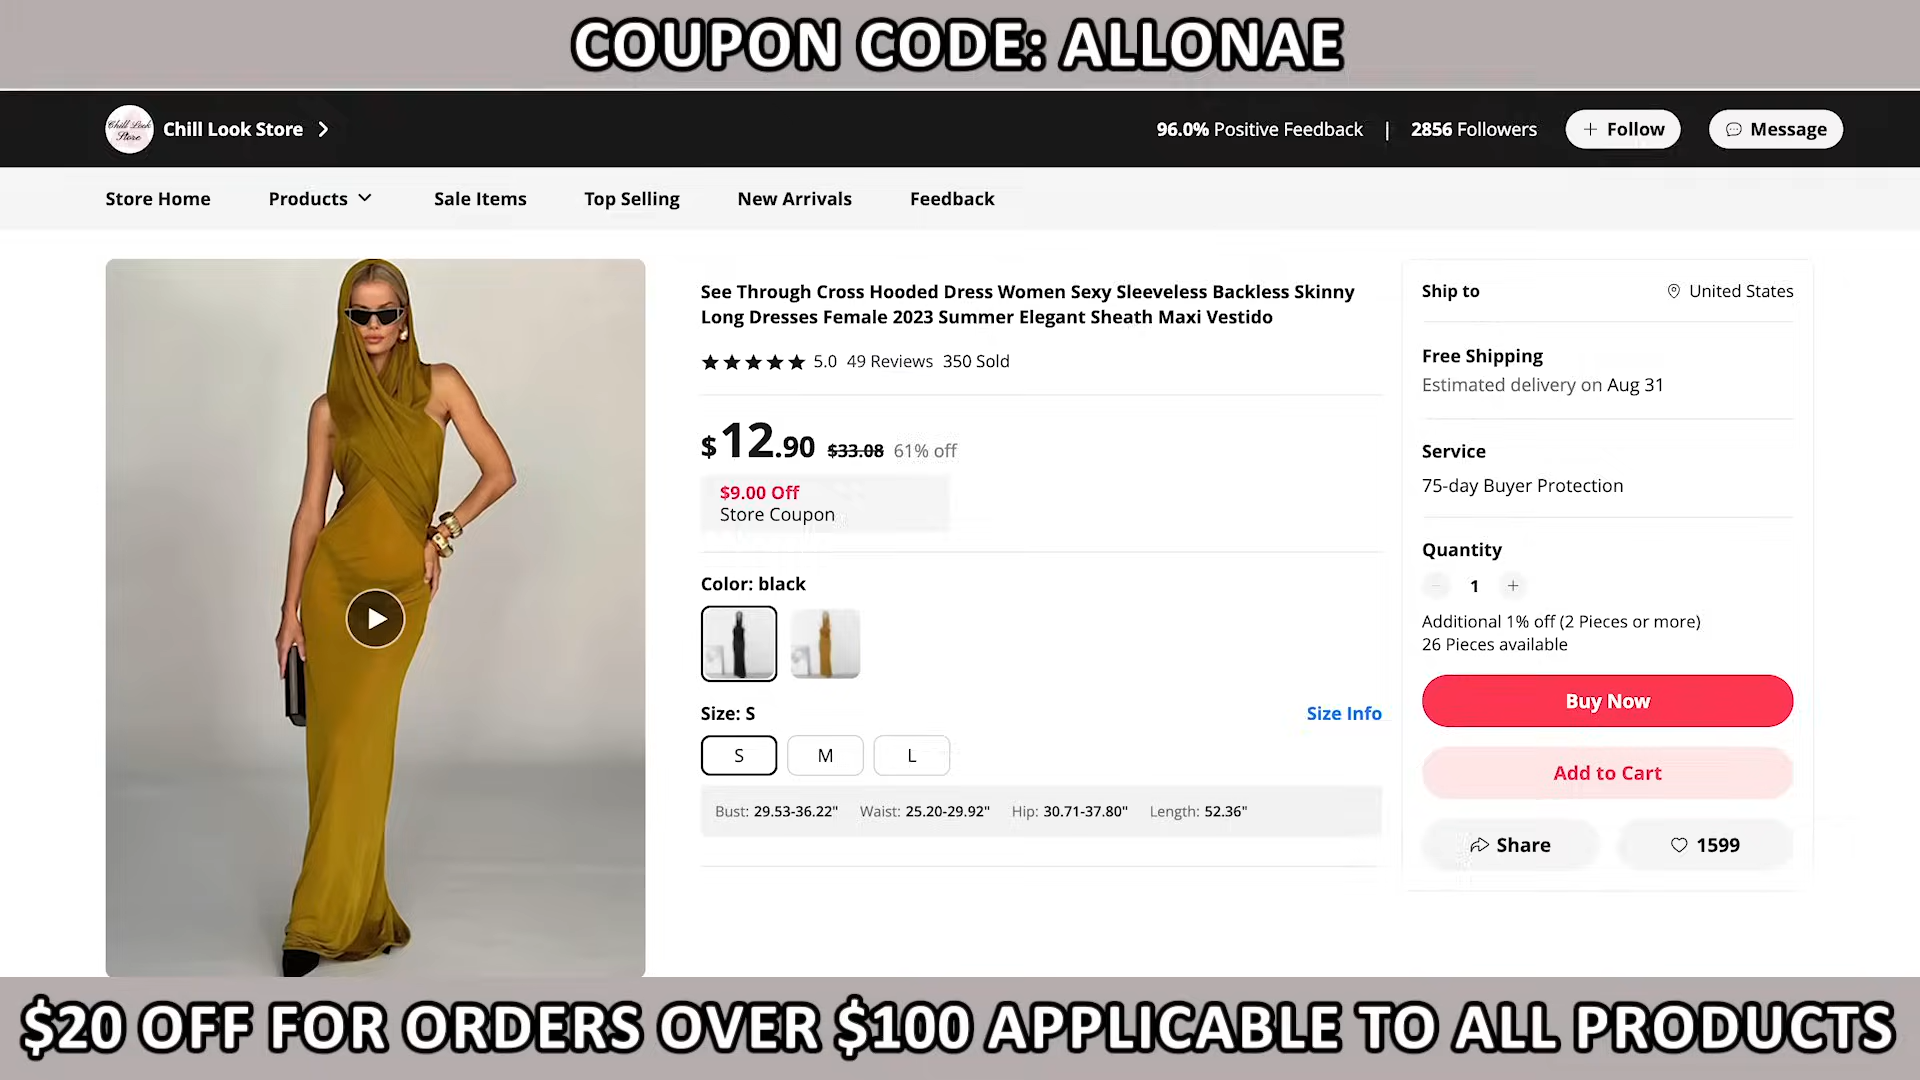 COUPON CODE: ALLONAE
Chill Look Store
Chill Look Store
96.0% Positive Feedback | 2856 Followers
+ Follow
Message
Store Home
Products
Sale Items
Top Selling
New Arrivals
Feedback
See Through Cross Hooded Dress Women Sexy Sleeveless Backless Skinny
Long Dresses Female 2023 Summer Elegant Sheath Maxi Vestido
5.0 49 Reviews 350 Sold
$12.90 $33.08 61% off
$9.00 Off
Store Coupon
Color: black
Size: S
Size Info
S
M
L
Bust: 29.53-36.22" Waist: 25.20-29.92" Hip: 30.71-37.80" Length: 52.36"
Ship to
United States
Free Shipping
Estimated delivery on Aug 31
Service
75-day Buyer Protection
Quantity
- 1 +
Additional 1% off (2 Pieces or more)
26 Pieces available
Buy Now
Add to Cart
Share
1599
$20 OFF FOR ORDERS OVER $100 APPLICABLE TO ALL PRODUCTS